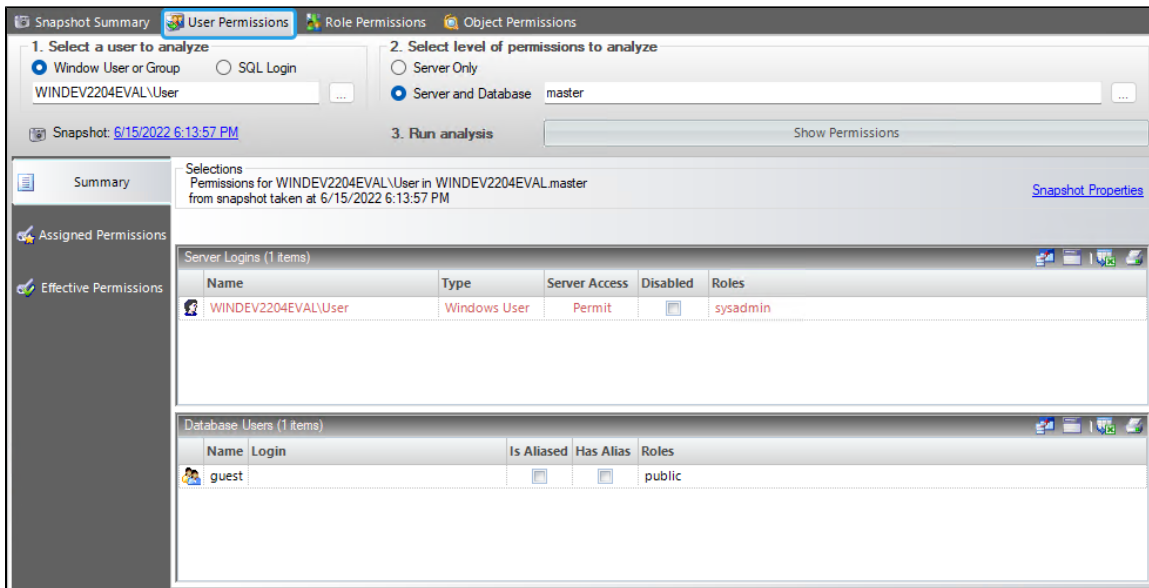 Snapshot Summary User Permissions Role Permissions Object Permissions
1. Select a user to analyze
Window User or Group SQL Login
WINDEV2204EVAL\User ...
2. Select level of permissions to analyze
Server Only
Server and Database master ...
Snapshot: 6/15/2022 6:13:57 PM
3. Run analysis Show Permissions
Summary
Assigned Permissions
Effective Permissions
Selections
Permissions for WINDEV2204EVAL\User in WINDEV2204EVAL.master
from snapshot taken at 6/15/2022 6:13:57 PM
Snapshot Properties
Server Logins (1 items)
Name Type Server Access Disabled Roles
WINDEV2204EVAL\User Windows User Permit sysadmin
Database Users (1 items)
Name Login Is Aliased Has Alias Roles
guest public